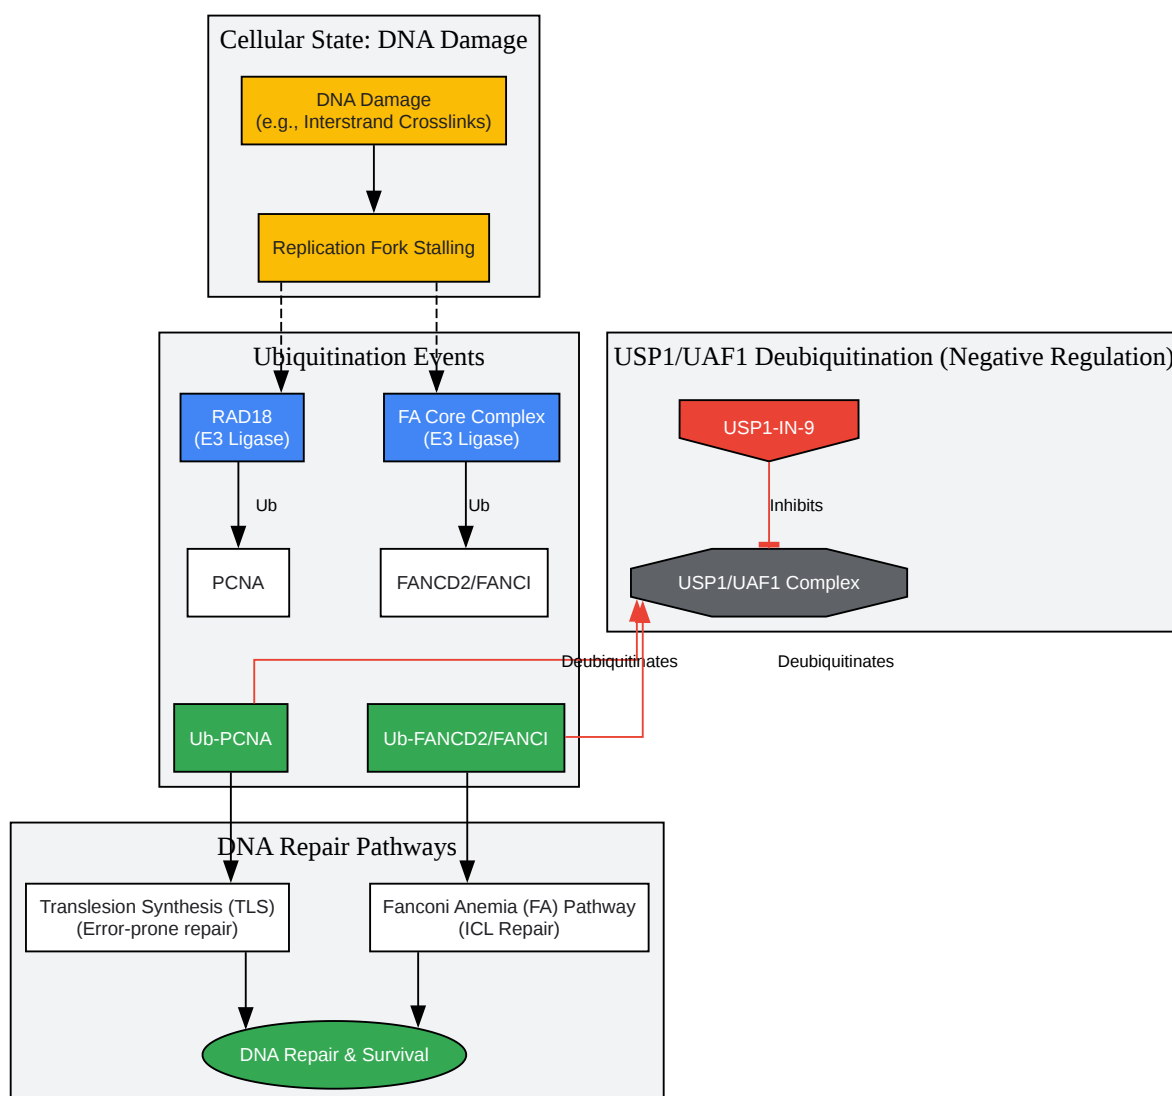 Cellular State: DNA Damage
DNA Damage
(e.g., Interstrand Crosslinks)
Replication Fork Stalling
Ubiquitination Events
RAD18
(E3 Ligase)
FA Core Complex
(E3 Ligase)
Ub
Ub
PCNA
FANCD2/FANCI
Ub-PCNA
Ub-FANCD2/FANCI
USP1/UAF1 Deubiquitination (Negative Regulation)
USP1-IN-9
Inhibits
USP1/UAF1 Complex
Deubiquitinates
Deubiquitinates
DNA Repair Pathways
Translesion Synthesis (TLS)
(Error-prone repair)
Fanconi Anemia (FA) Pathway
(ICL Repair)
DNA Repair & Survival